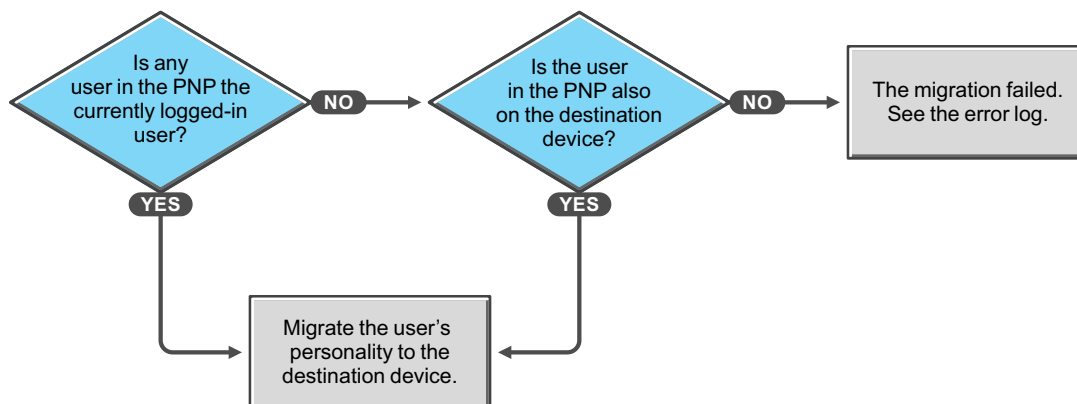 Is any
user in the PNP the
currently logged-in
user?
NO
Is the user
in the PNP also
on the destination
device?
NO
The migration failed.
See the error log.
YES
YES
Migrate the user’s
personality to the
destination device.